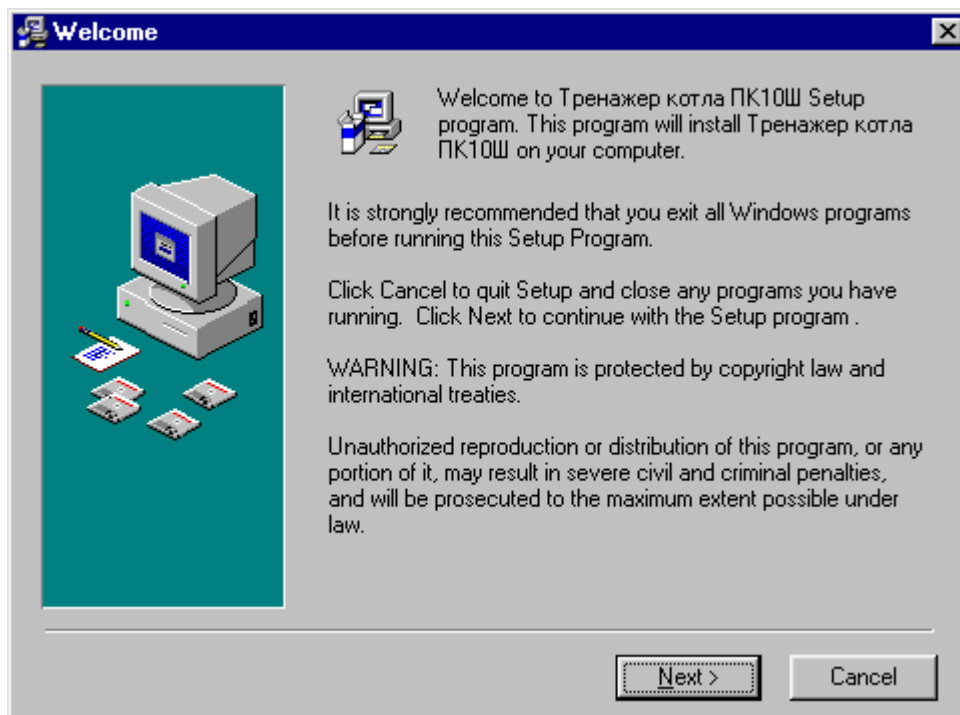 Welcome
Welcome to Тренажер котла ПК10Ш Setup
program. This program will install Тренажер котла
ПК10Ш on your computer.
It is strongly recommended that you exit all Windows programs
before running this Setup Program.
Click Cancel to quit Setup and close any programs you have
running.  Click Next to continue with the Setup program .
WARNING: This program is protected by copyright law and
international treaties.
Unauthorized reproduction or distribution of this program, or any
portion of it, may result in severe civil and criminal penalties,
and will be prosecuted to the maximum extent possible under
law.
Next >
Cancel